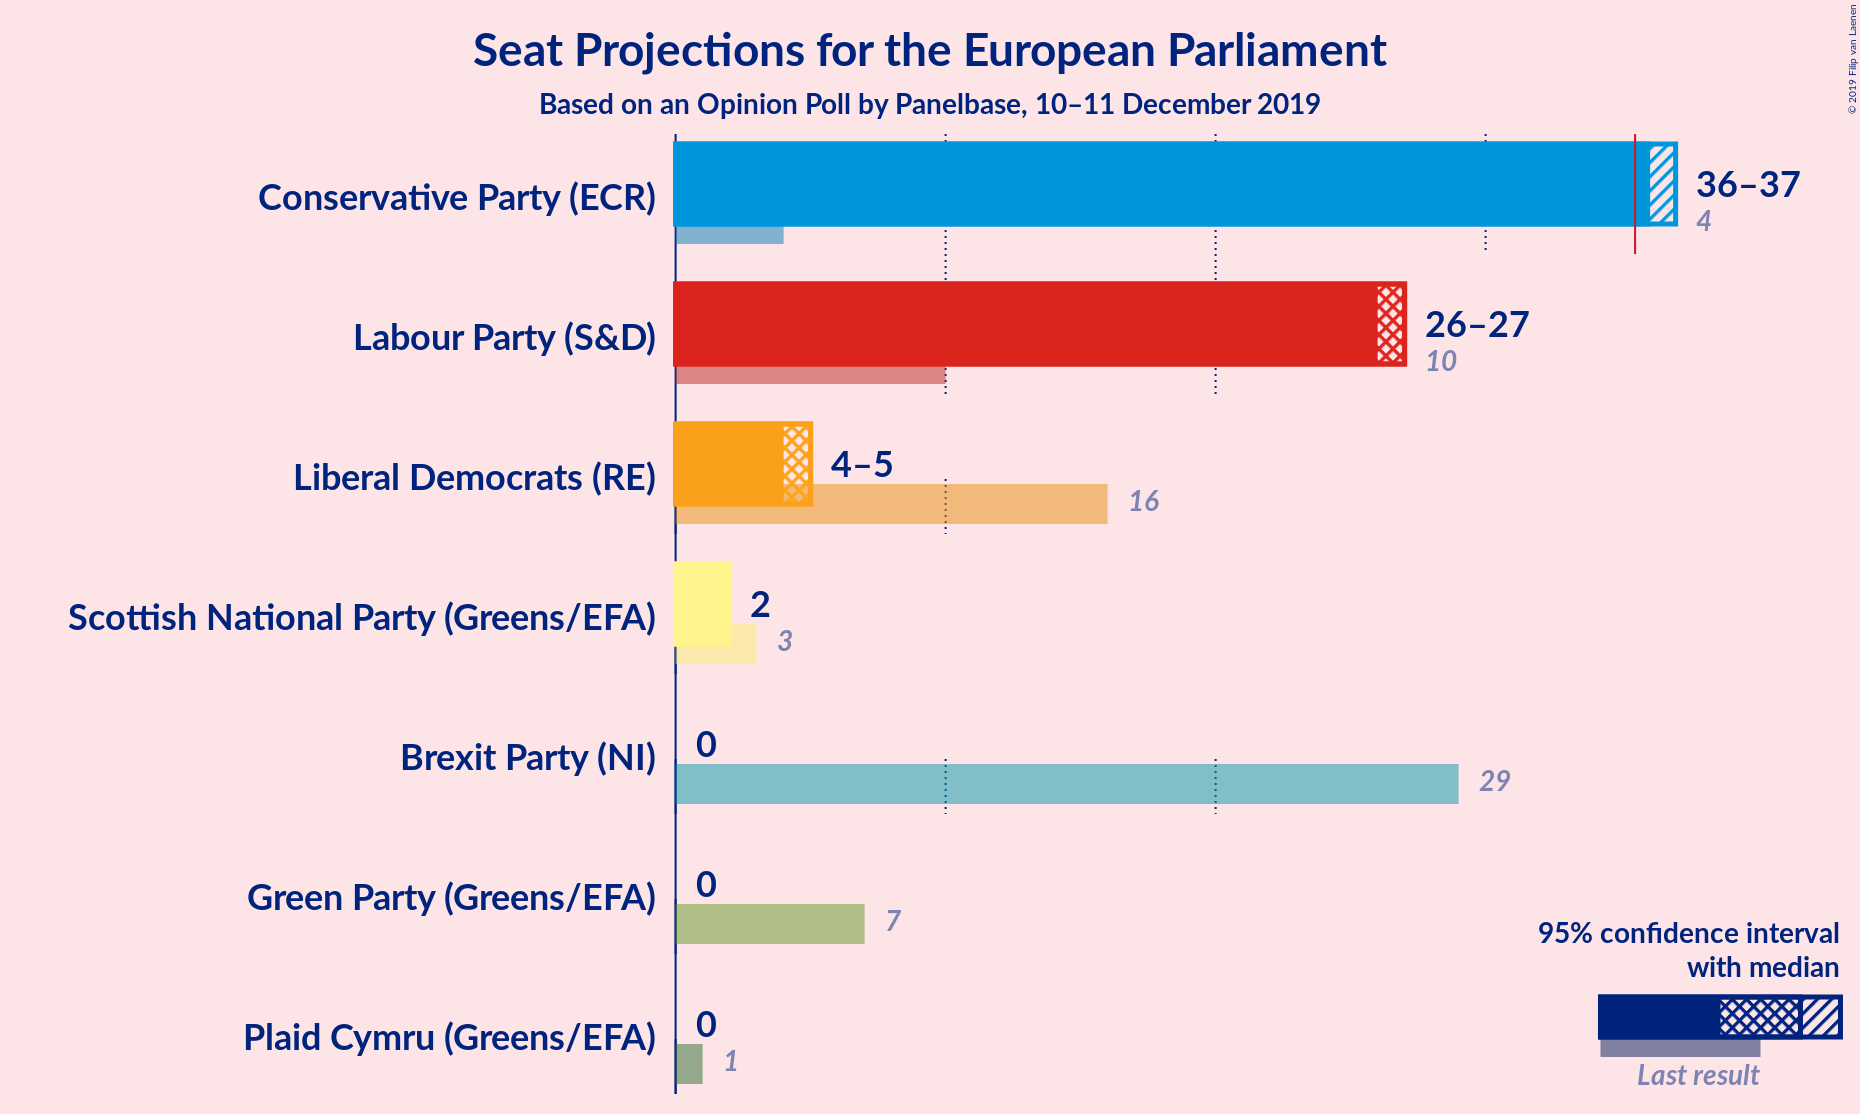 Seat Projections for the European Parliament
Based on an Opinion Poll by Panelbase, 10–11 December 2019
© 2019 Filip van Laenen
Conservative Party (ECR)
36–37
4
Labour Party (S&D)
26–27
10
Liberal Democrats (RE)
4–5
16
Scottish National Party (Greens/EFA)
2
3
Brexit Party (NI)
0
29
Green Party (Greens/EFA)
0
7
Plaid Cymru (Greens/EFA)
0
1
95% confidence interval
with median
Last result